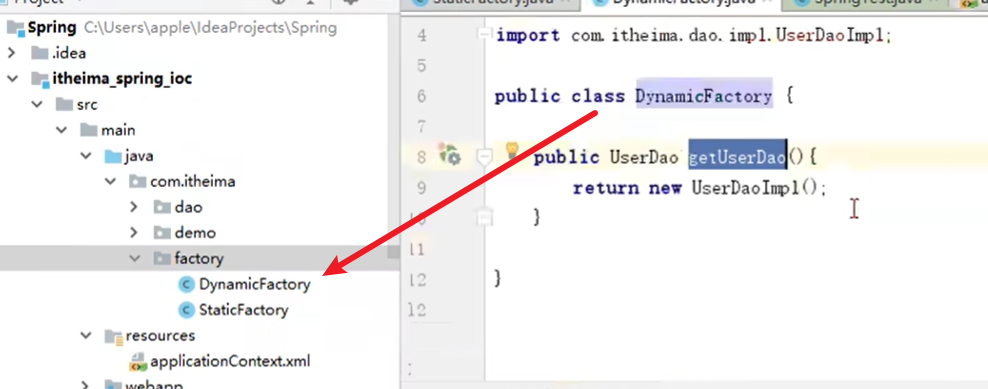 Spring C:\Users\apple\IdeaProjects\Spring
.idea
itheima_spring_ioc
src
main
java
com.itheima
dao
demo
factory
DynamicFactory
StaticFactory
resources
applicationContext.xml
webapp
StaticFactory.java
DynamicFactory.java
SpringTest.java
4 import com.itheima.dao.impl.UserDaoImpl;
5
6 public class DynamicFactory {
7
8 public UserDao getUserDao(){
9 return new UserDaoImpl();
10 }
11
12 }
12